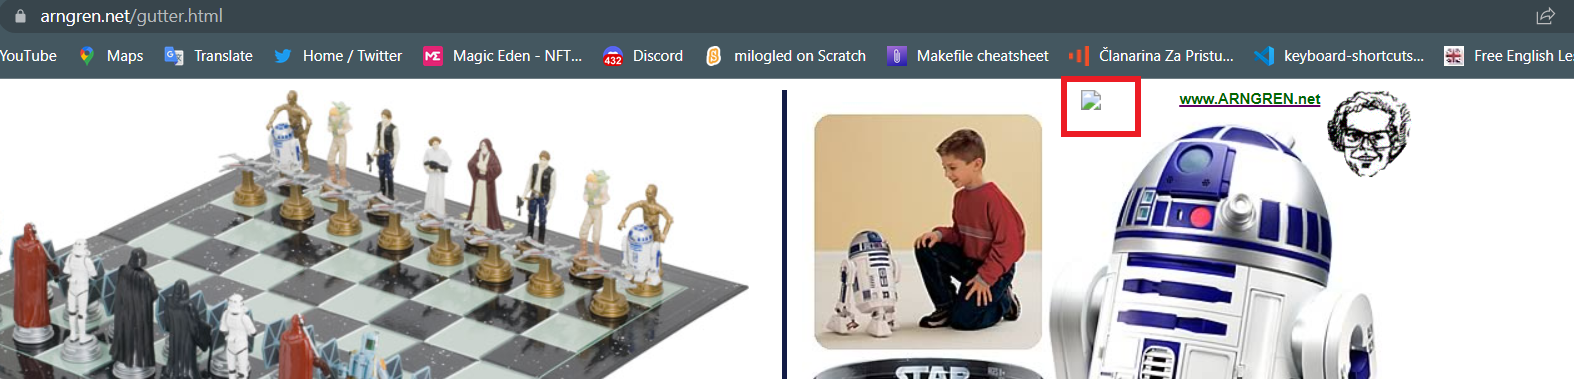 arngren.net/gutter.html
YouTube Maps Translate Home / Twitter ME Magic Eden - NFT... 432 Discord milogled on Scratch Makefile cheatsheet Članarina Za Pristu... keyboard-shortcuts... Free English Le
www.ARNGREN.net
STAR